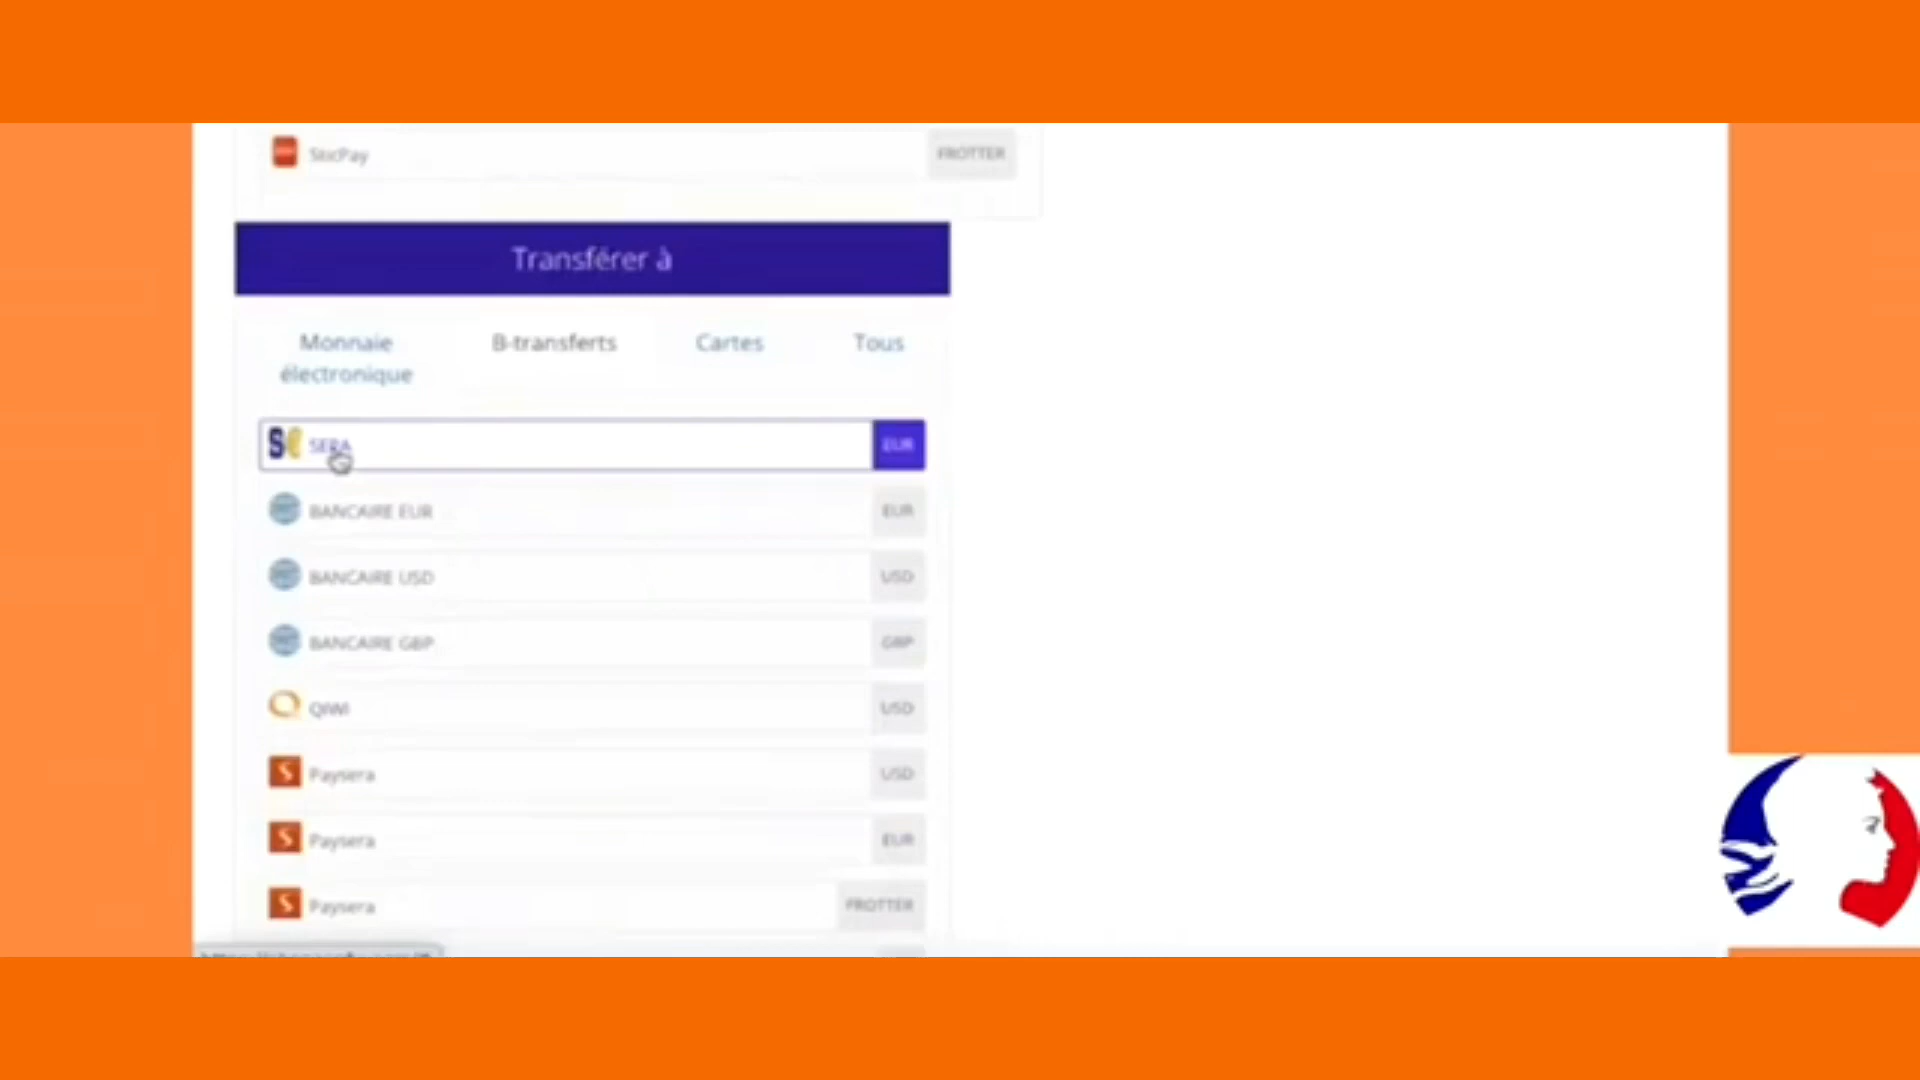 SticPay
FROTTER
Transférer à
Monnaie
électronique
B-transferts
Cartes
Tous
SEPA
EUR
BANCAIRE EUR
EUR
BANCAIRE USD
USD
BANCAIRE GBP
GBP
QIWI
USD
Paysera
USD
Paysera
EUR
Paysera
FROTTER